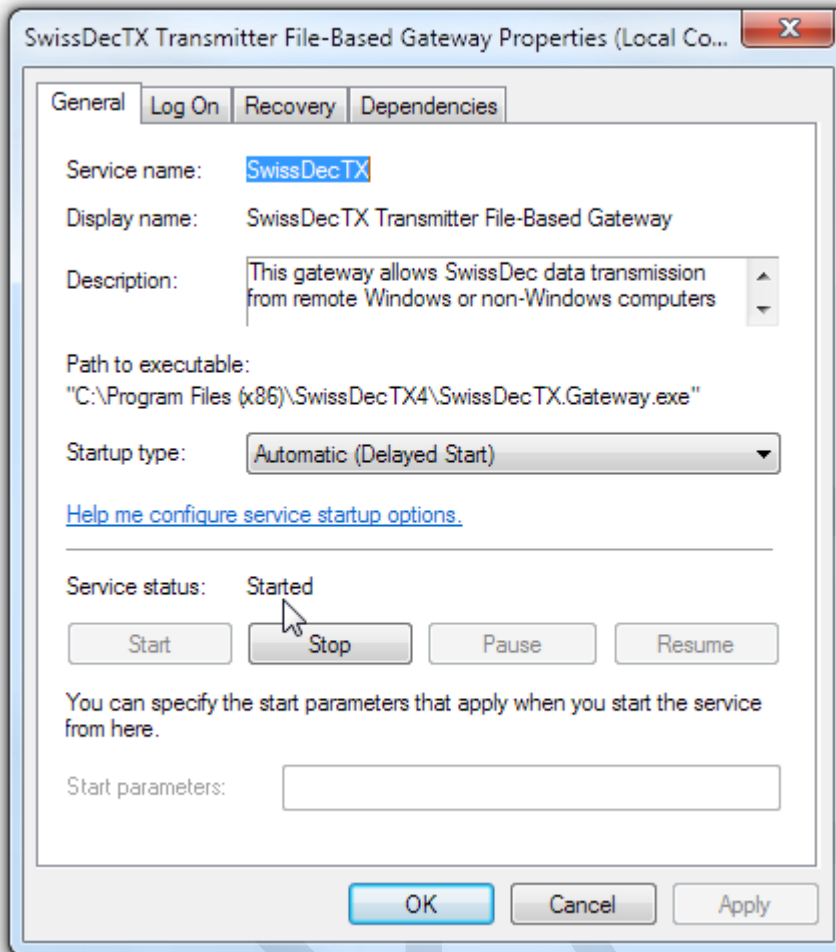 SwissDecTX Transmitter File-Based Gateway Properties (Local Co...
General Log On Recovery Dependencies
Service name: SwissDecTX
Display name: SwissDecTX Transmitter File-Based Gateway
Description: This gateway allows SwissDec data transmission
from remote Windows or non-Windows computers
Path to executable:
"C:\Program Files (x86)\SwissDecTX4\SwissDecTX.Gateway.exe"
Startup type: Automatic (Delayed Start)
Help me configure service startup options.
Service status: Started
Start Stop Pause Resume
You can specify the start parameters that apply when you start the service
from here.
Start parameters:
OK Cancel Apply